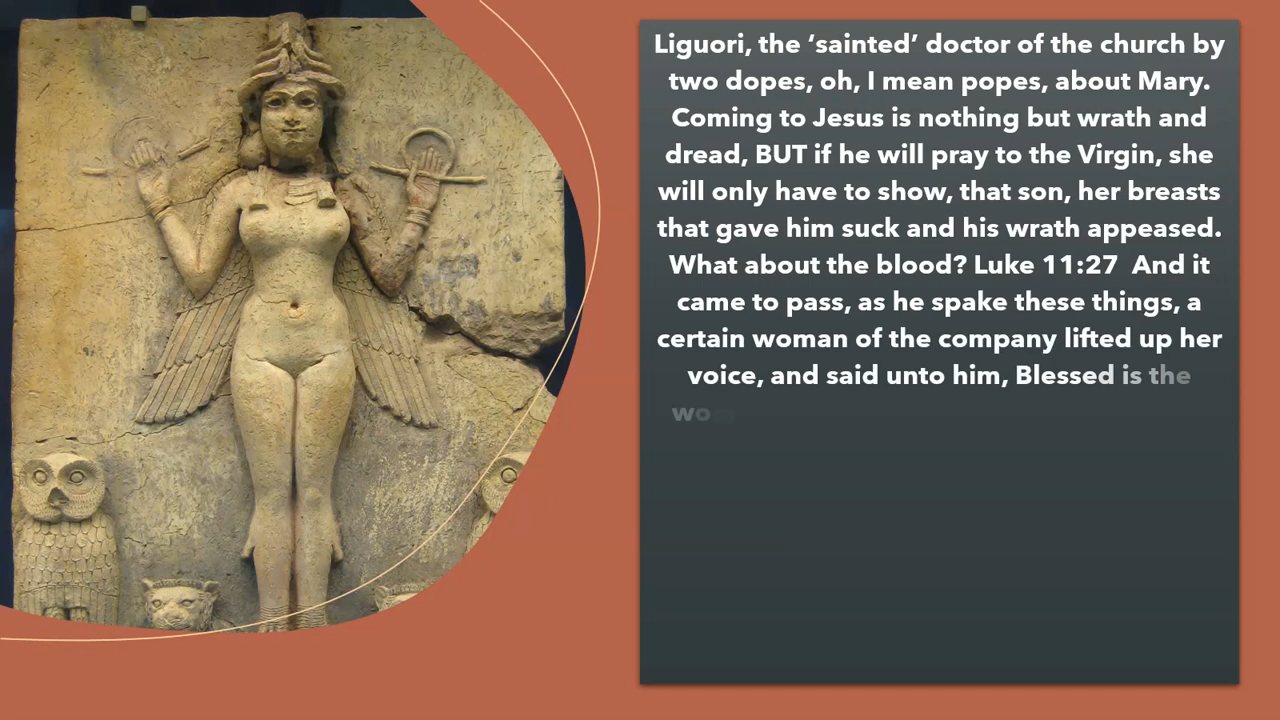 Liguori, the ‘sainted’ doctor of the church by
two dopes, oh, I mean popes, about Mary.
Coming to Jesus is nothing but wrath and
dread, BUT if he will pray to the Virgin, she
will only have to show, that son, her breasts
that gave him suck and his wrath appeased.
What about the blood? Luke 11:27  And it
came to pass, as he spake these things, a
certain woman of the company lifted up her
voice, and said unto him, Blessed is the
wo